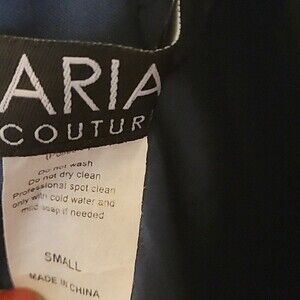 ARIA
COUTUR
Do not wash
Do not dry clean
Professional spot clean
only with cold water and
mild soap if needed
SMALL
MADE IN CHINA